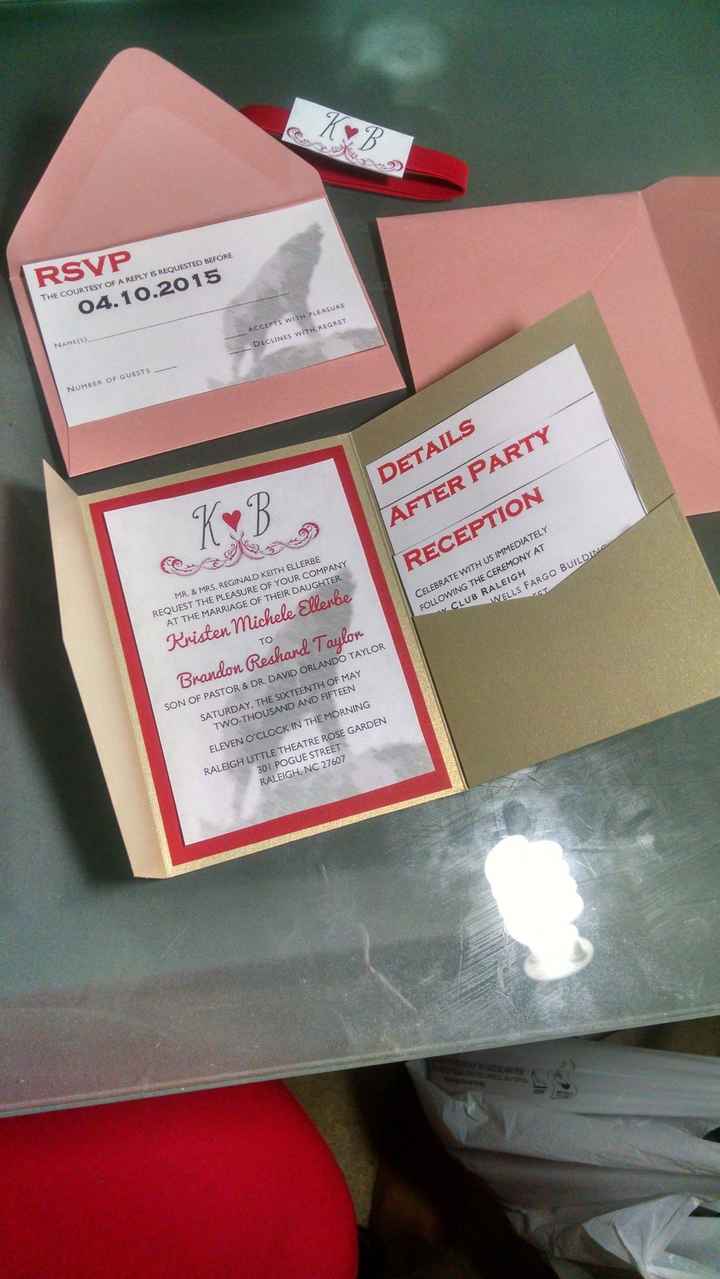 K B
RSVP
THE COURTESY OF A REPLY IS REQUESTED BEFORE
04.10.2015
NAME(S)
ACCEPTS WITH PLEASURE
DECLINES WITH REGRET
NUMBER OF GUESTS
DETAILS
AFTER PARTY
RECEPTION
CELEBRATE WITH US IMMEDIATELY
FOLLOWING THE CEREMONY AT
CLUB RALEIGH
WELLS FARGO BUILDING
K B
MR. & MRS. REGINALD KEITH ELLERBE
REQUEST THE PLEASURE OF YOUR COMPANY
AT THE MARRIAGE OF THEIR DAUGHTER
Kristen Michele Ellerbe
TO
Brandon Reshard Taylor
SON OF PASTOR & DR. DAVID ORLANDO TAYLOR
SATURDAY, THE SIXTEENTH OF MAY
TWO-THOUSAND AND FIFTEEN
ELEVEN O'CLOCK IN THE MORNING
RALEIGH LITTLE THEATRE ROSE GARDEN
301 POGUE STREET
RALEIGH, NC 27607